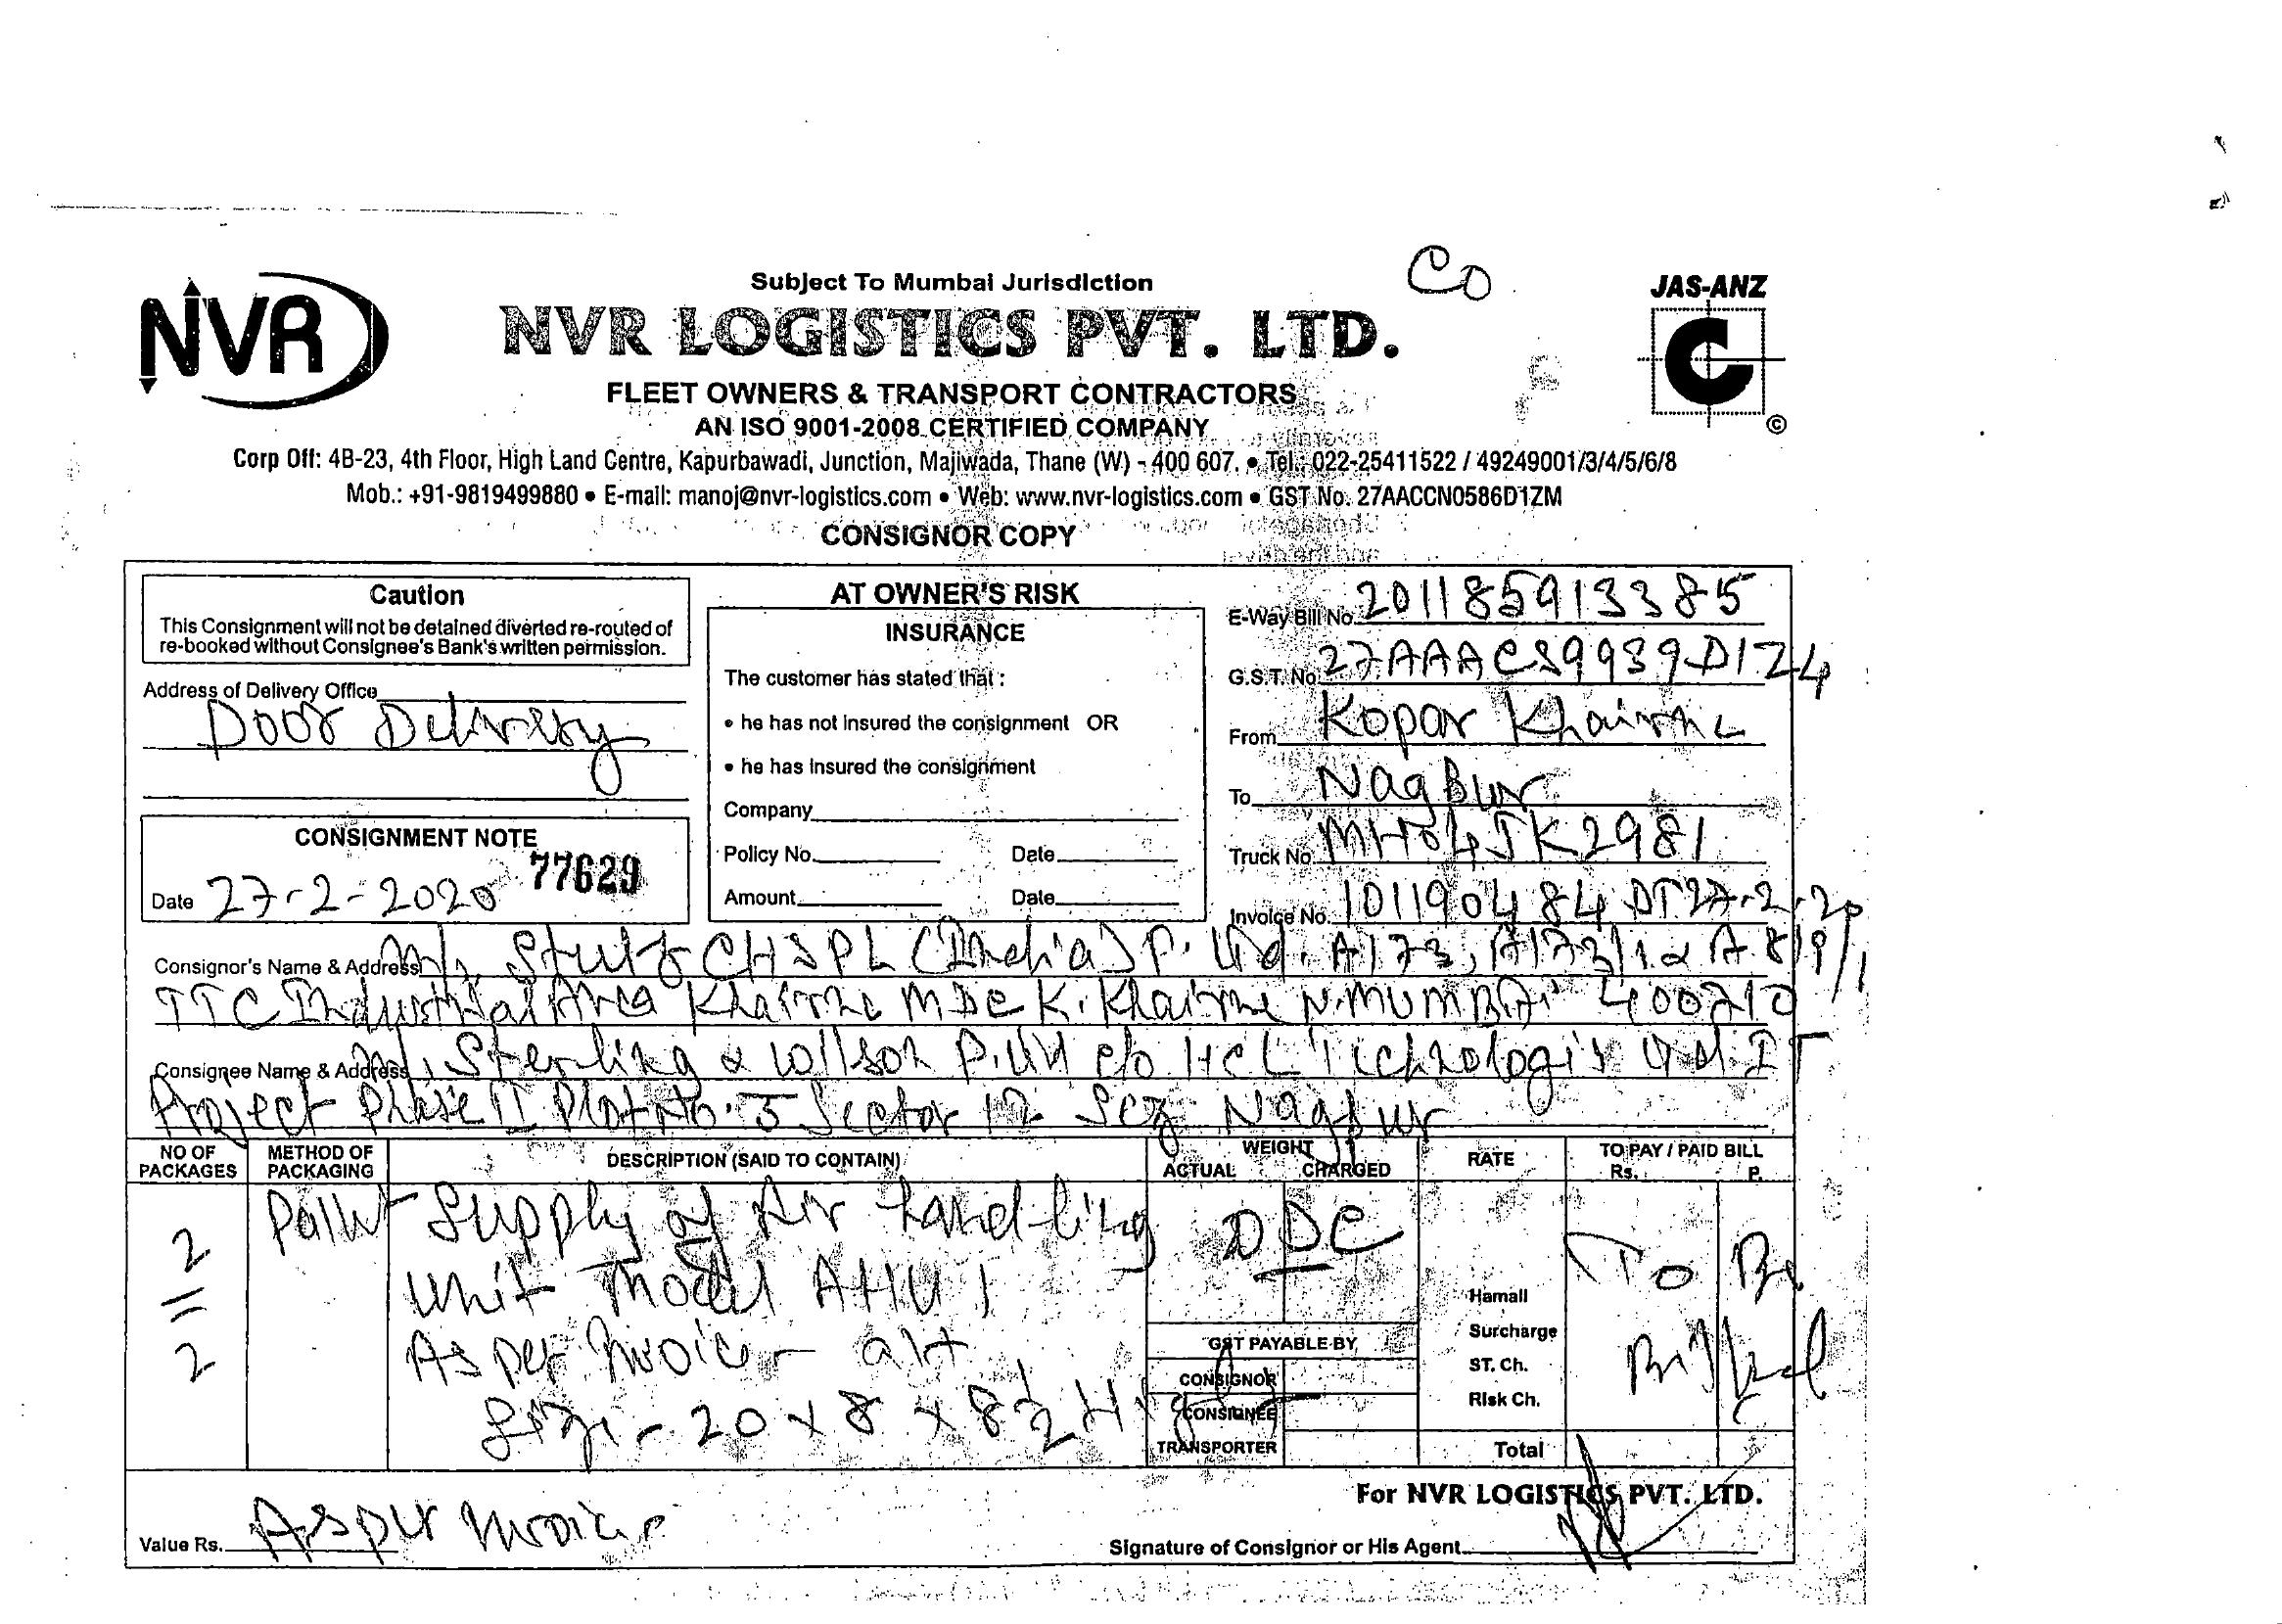 CO
NVR
Subject To Mumbai Jurisdiction
JAS-ANZ
NVR LOGISTICS PVT. LTD.
C
FLEET OWNERS & TRANSPORT CONTRACTORS
AN ISO 9001-2008 CERTIFIED COMPANY
©
Corp Off: 4B-23, 4th Floor, High Land Centre, Kapurbawadi, Junction, Majiwada, Thane (W) - 400 607. • Tel.: 022-25411522 / 49249001/3/4/5/6/8
Mob.: +91-9819499880 • E-mail: manoj@nvr-logistics.com • Web: www.nvr-logistics.com • GST No. 27AACCN0586D1ZM
CONSIGNOR COPY
Caution
This Consignment will not be detained diverted re-routed of
re-booked without Consignee's Bank's written permission.
Address of Delivery Office
Door Delivery
CONSIGNMENT NOTE
77629
Date 27-2-2020
AT OWNER'S RISK
INSURANCE
The customer has stated that :
• he has not insured the consignment OR
• he has insured the consignment
Company
Policy No. Date
Amount Date
E-Way Bill No. 201185913385
G.S.T. No. 27AAACS9939D1Z4
From Kopar Khairne
To NagPur
Truck No. MH04JK2981
Invoice No. 101190484 DT 27.2.20
Consignor's Name & Address M/s. Stulz CHSPL (India) P. Ltd. A173, A173/1 & A 8/9/1
TTC Industrial Area Khairne MDC K. Khairne N. MUMBAi 400710
Consignee Name & Address M/s Sterling & Wilson P. Ltd c/o HCL Technologis Ltd. IT
Project Phase II Plot No. 5 Sector 12 Sez Nagpur
NO OF PACKAGES METHOD OF PACKAGING DESCRIPTION (SAID TO CONTAIN) WEIGHT ACTUAL CHARGED RATE TO PAY / PAID BILL Rs. P.
2 = 2
Pallet
Supply of Air handling
Unit Model AHU 1
As per Invoice - alt
Size - 20 x 8 x 8½ Hight
DDC
GST PAYABLE BY
CONSIGNOR
CONSIGNEE
TRANSPORTER
Hamall
Surcharge
ST. Ch.
Risk Ch.
Total
To Be
Billed
Value Rs. As per Invoice
For NVR LOGISTICS PVT. LTD.
Signature of Consignor or His Agent